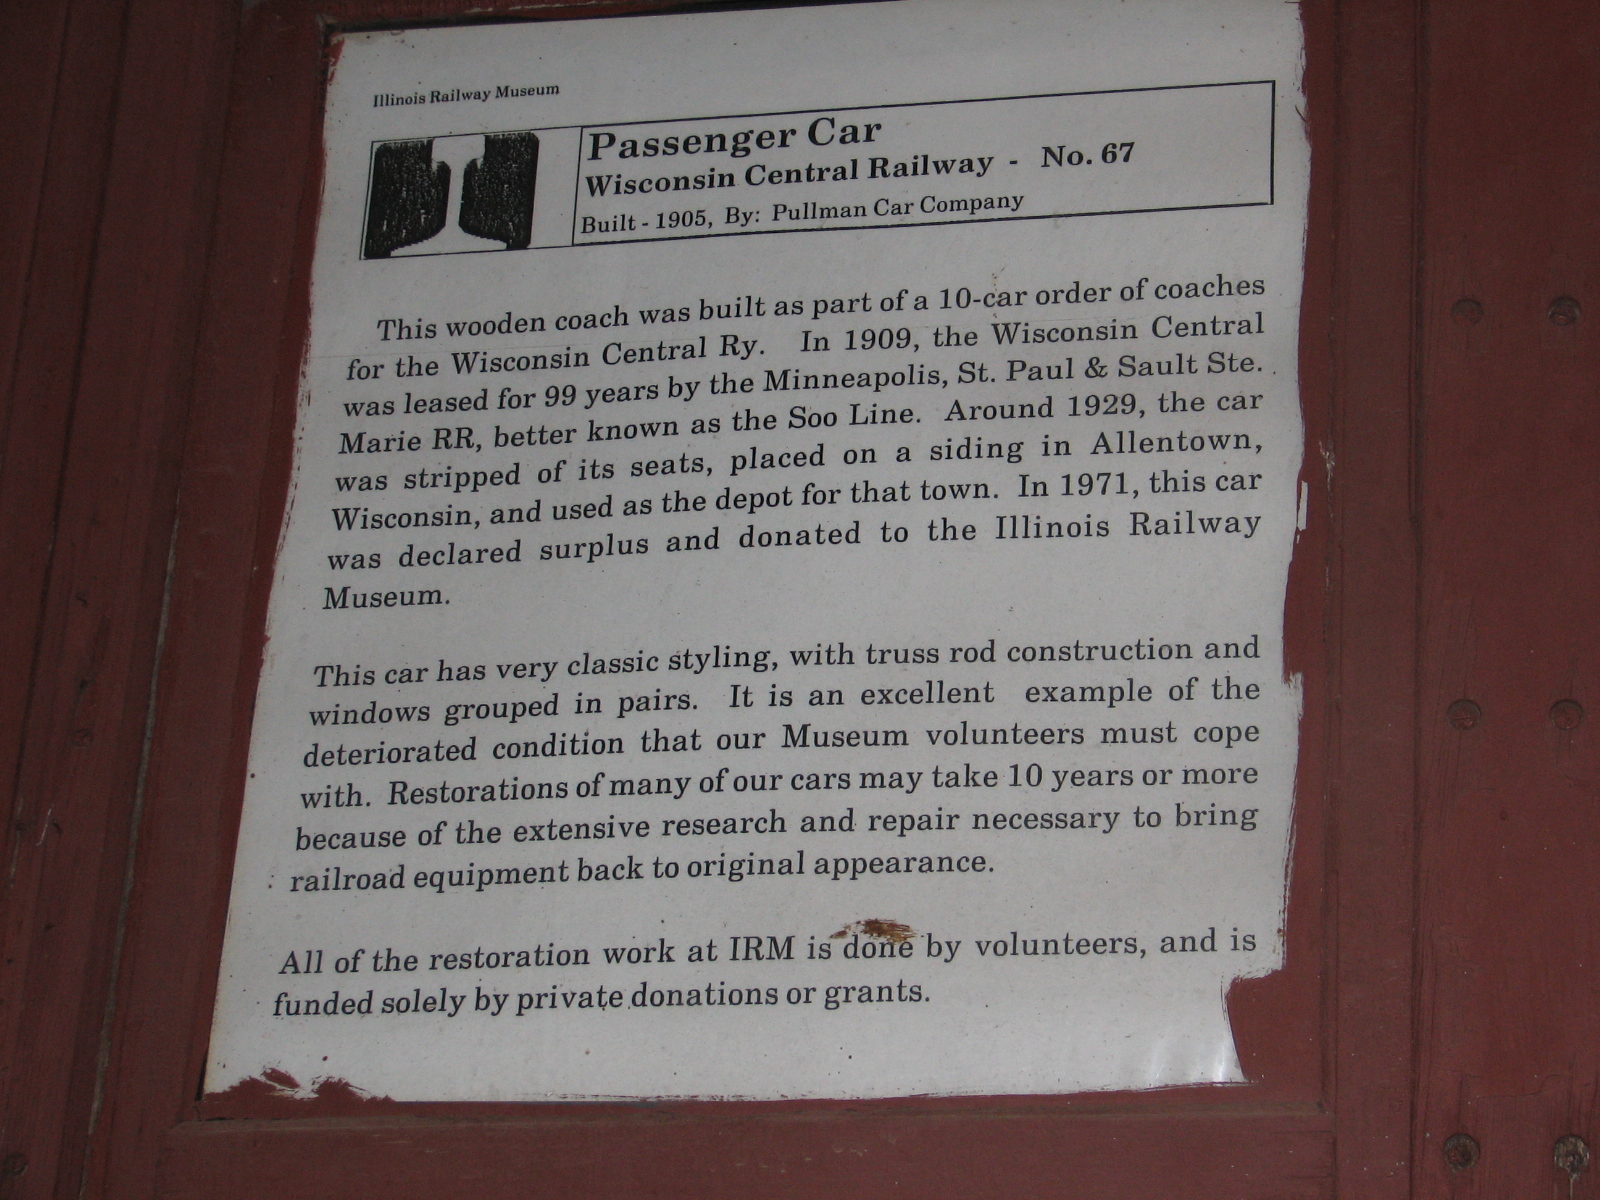 Illinois Railway Museum
Passenger Car
Wisconsin Central Railway - No. 67
Built - 1905, By: Pullman Car Company
This wooden coach was built as part of a 10-car order of coaches
for the Wisconsin Central Ry. In 1909, the Wisconsin Central
was leased for 99 years by the Minneapolis, St. Paul & Sault Ste.
Marie RR, better known as the Soo Line. Around 1929, the car
was stripped of its seats, placed on a siding in Allentown,
Wisconsin, and used as the depot for that town. In 1971, this car
was declared surplus and donated to the Illinois Railway
Museum.
This car has very classic styling, with truss rod construction and
windows grouped in pairs. It is an excellent example of the
deteriorated condition that our Museum volunteers must cope
with. Restorations of many of our cars may take 10 years or more
because of the extensive research and repair necessary to bring
railroad equipment back to original appearance.
All of the restoration work at IRM is done by volunteers, and is
funded solely by private donations or grants.